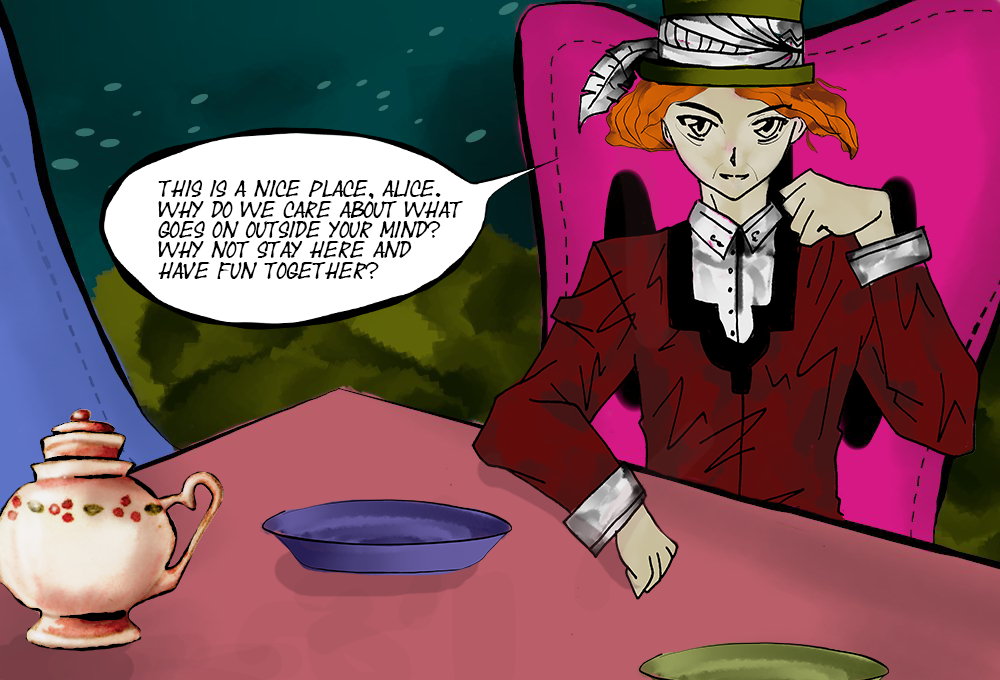 THIS IS A NICE PLACE, ALICE.
WHY DO WE CARE ABOUT WHAT
GOES ON OUTSIDE YOUR MIND?
WHY NOT STAY HERE AND
HAVE FUN TOGETHER?